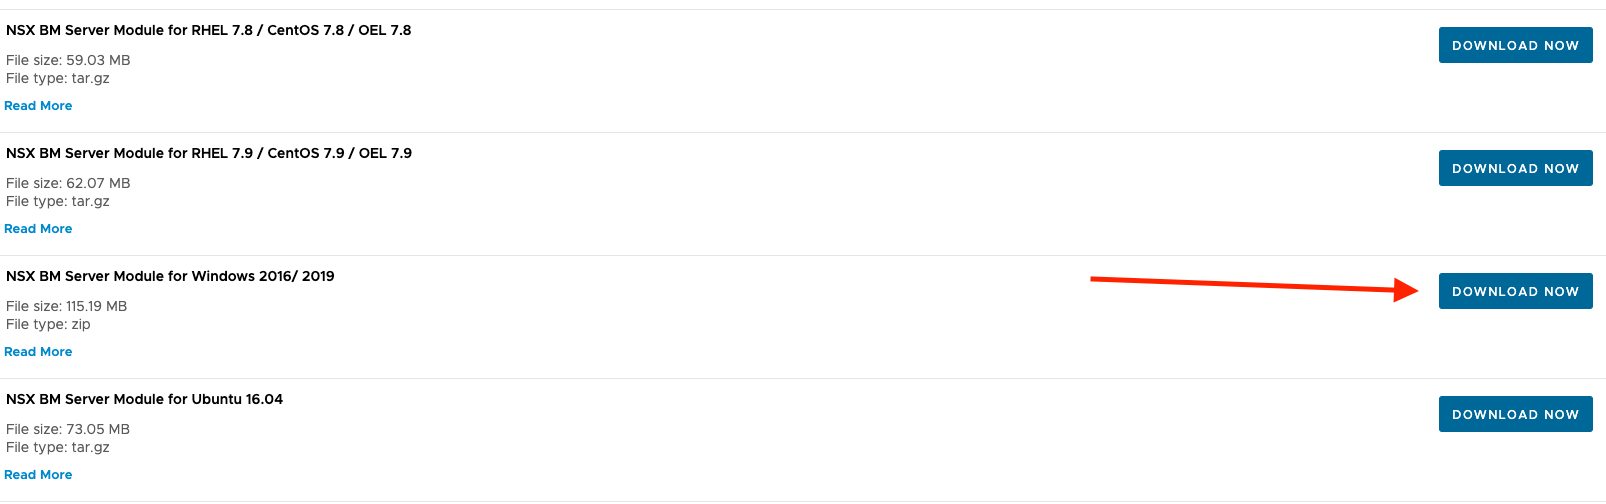 NSX BM Server Module for RHEL 7.8 / CentOS 7.8 / OEL 7.8
DOWNLOAD NOW
File size: 59.03 MB
File type: tar.gz
Read More
NSX BM Server Module for RHEL 7.9 / CentOS 7.9 / OEL 7.9
DOWNLOAD NOW
File size: 62.07 MB
File type: tar.gz
Read More
NSX BM Server Module for Windows 2016/ 2019
DOWNLOAD NOW
File size: 115.19 MB
File type: zip
Read More
NSX BM Server Module for Ubuntu 16.04
DOWNLOAD NOW
File size: 73.05 MB
File type: tar.gz
Read More